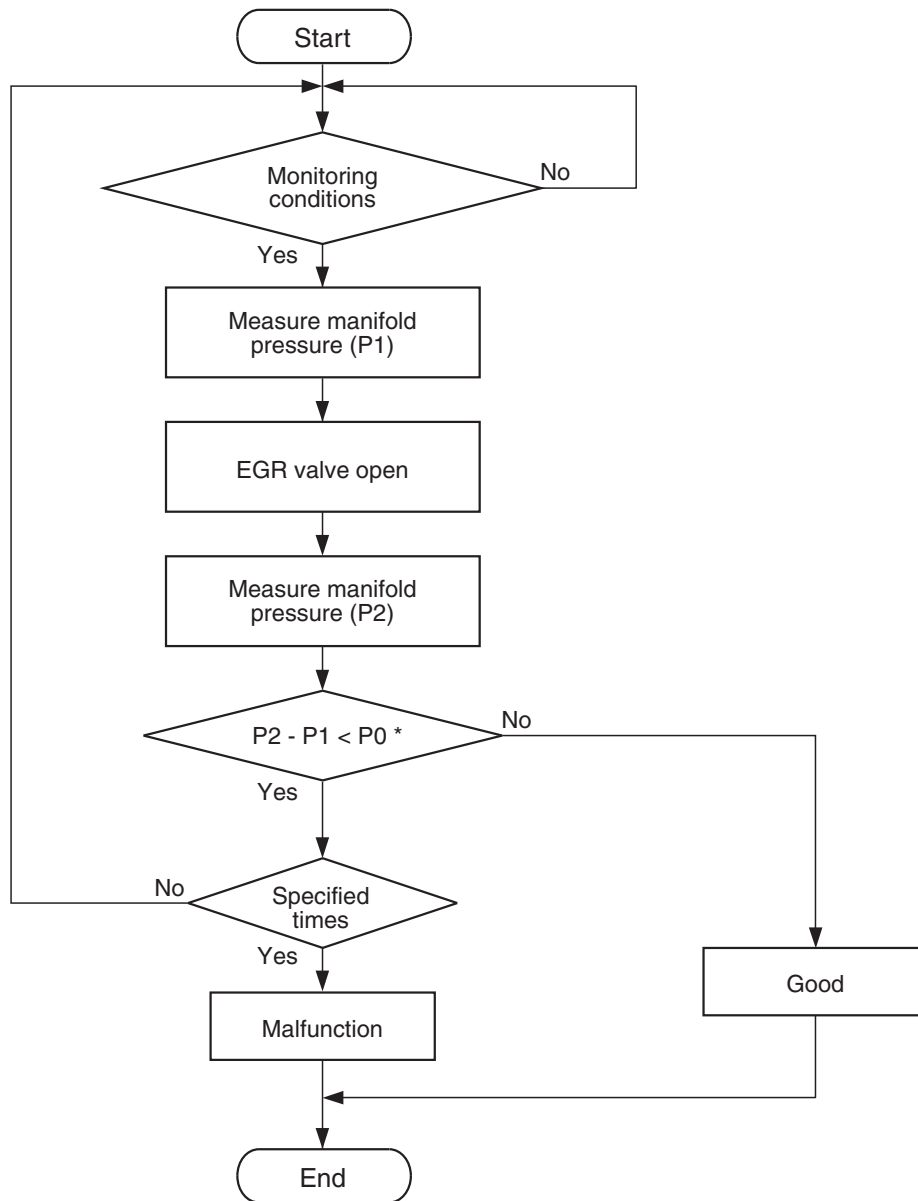 Start
Monitoring
conditions
No
Yes
Measure manifold
pressure (P1)
EGR valve open
Measure manifold
pressure (P2)
P2 - P1 < P0 *
No
Yes
Specified
times
No
Yes
Good
Malfunction
End